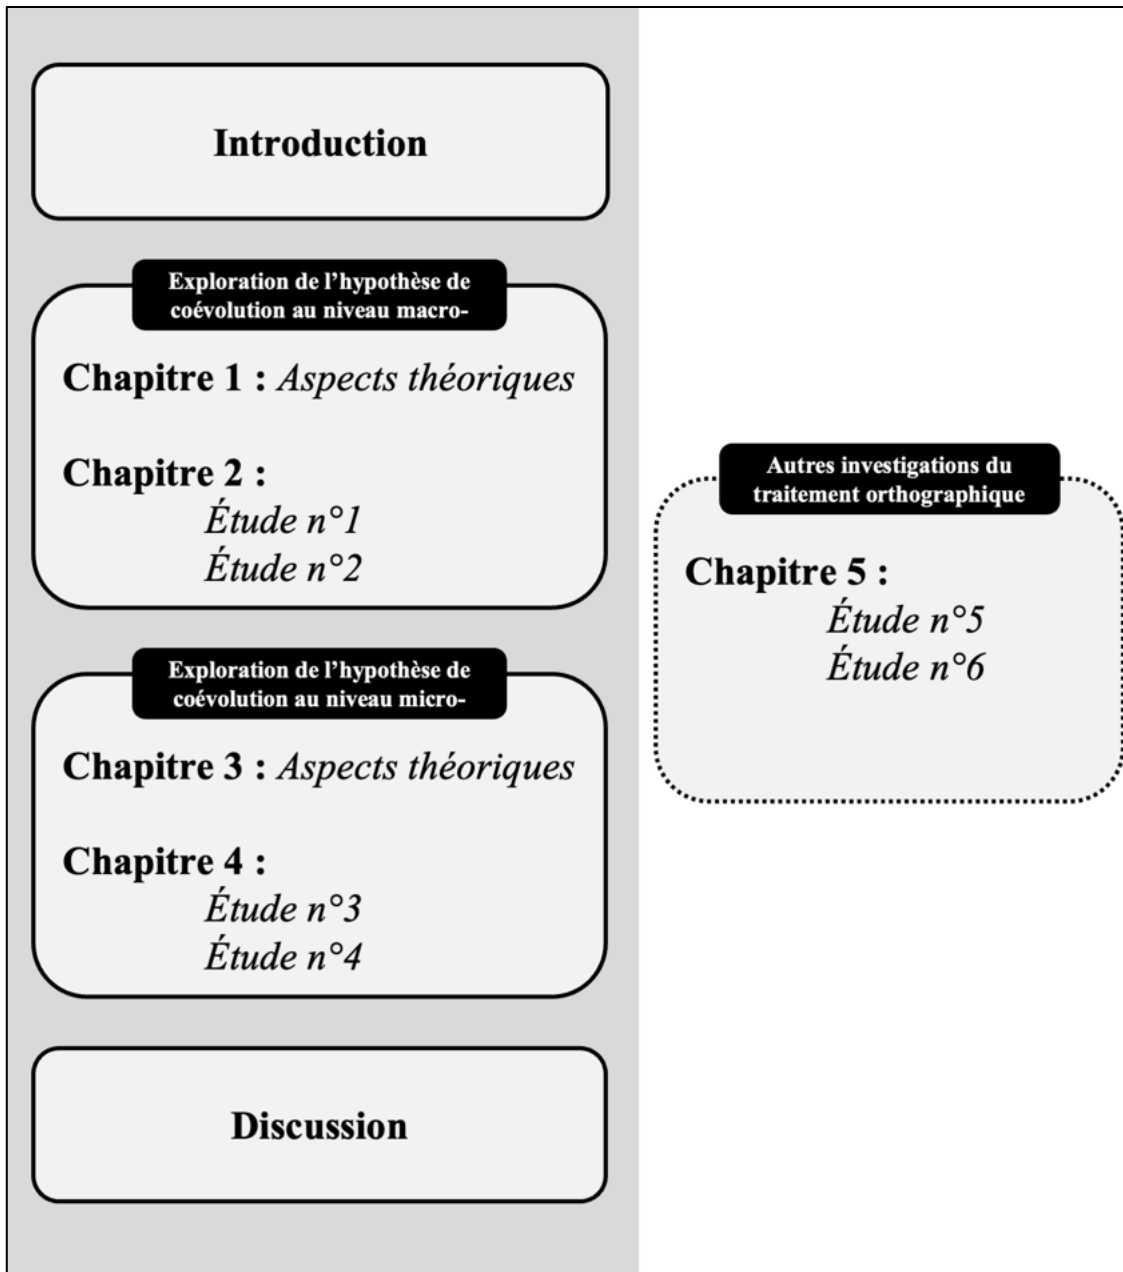 Introduction
Exploration de l’hypothèse de
coévolution au niveau macro-
Chapitre 1 : Aspects théoriques
Chapitre 2 :
Étude n°1
Étude n°2
Exploration de l’hypothèse de
coévolution au niveau micro-
Chapitre 3 : Aspects théoriques
Chapitre 4 :
Étude n°3
Étude n°4
Discussion
Autres investigations du
traitement orthographique
Chapitre 5 :
Étude n°5
Étude n°6